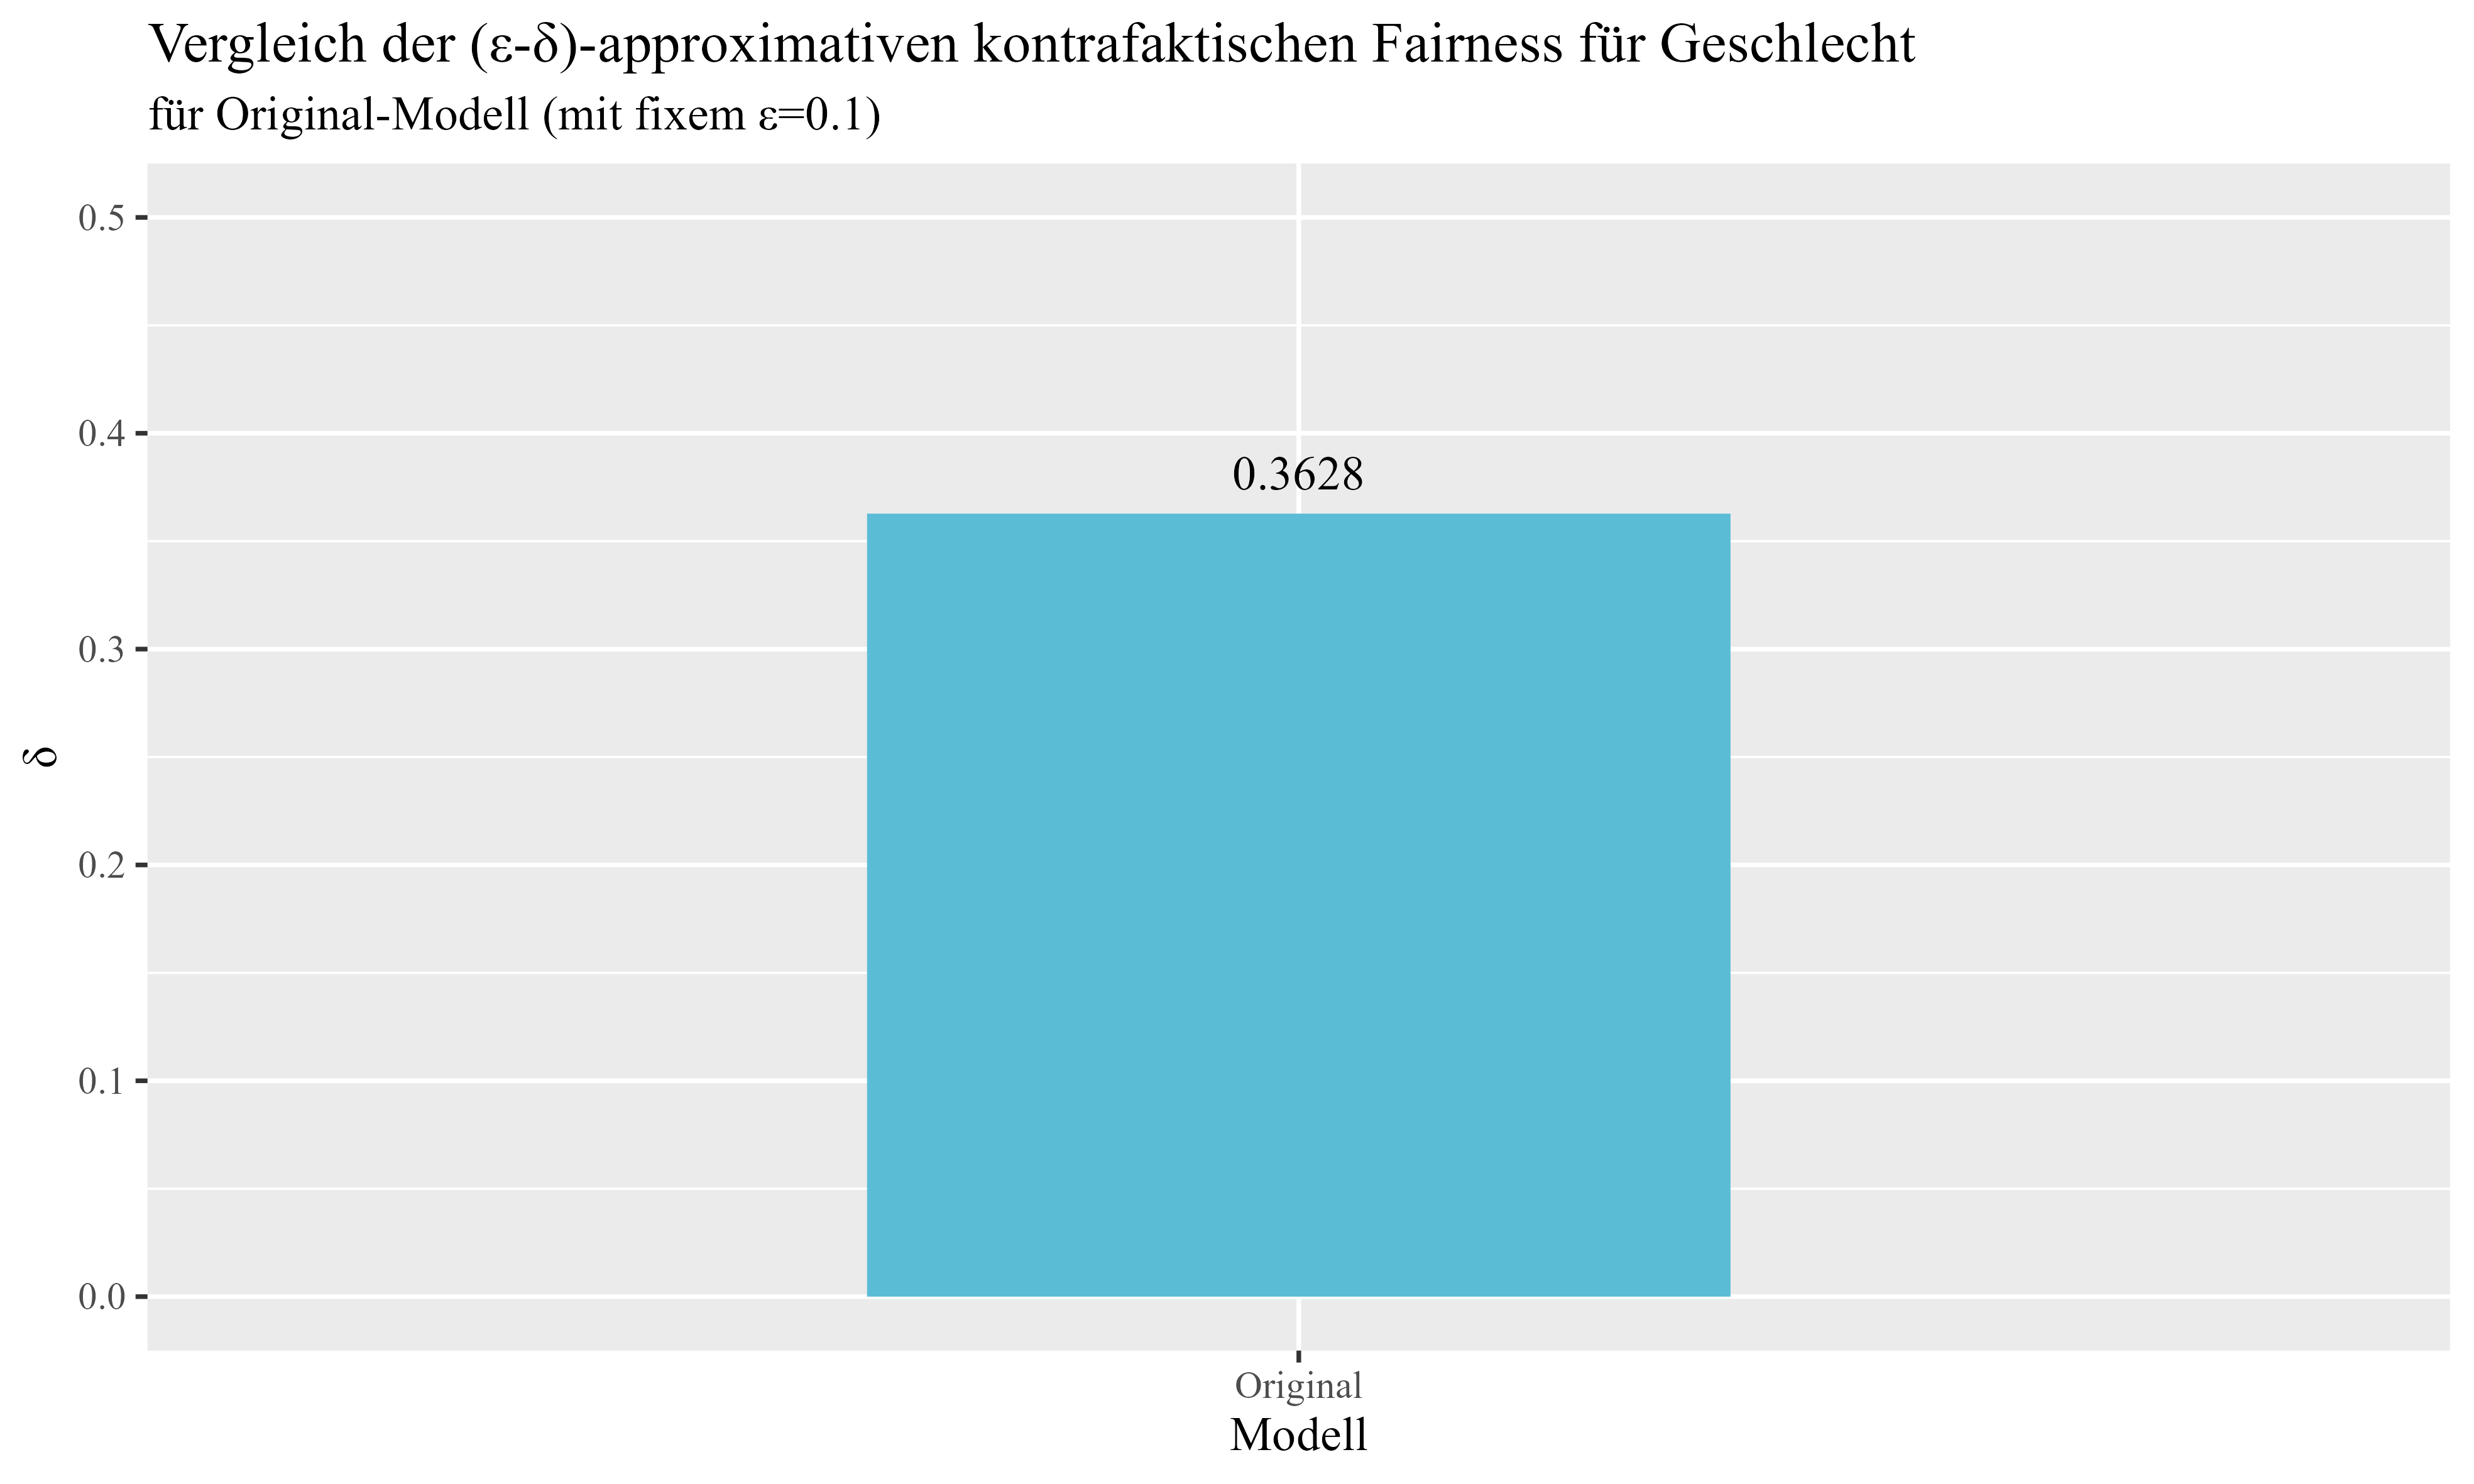 Vergleich der (ε-δ)-approximativen kontrafaktischen Fairness für Geschlecht
für Original-Modell (mit fixem ε=0.1)
0.5
0.4
0.3628
0.3
δ
0.2
0.1
0.0
Original
Modell